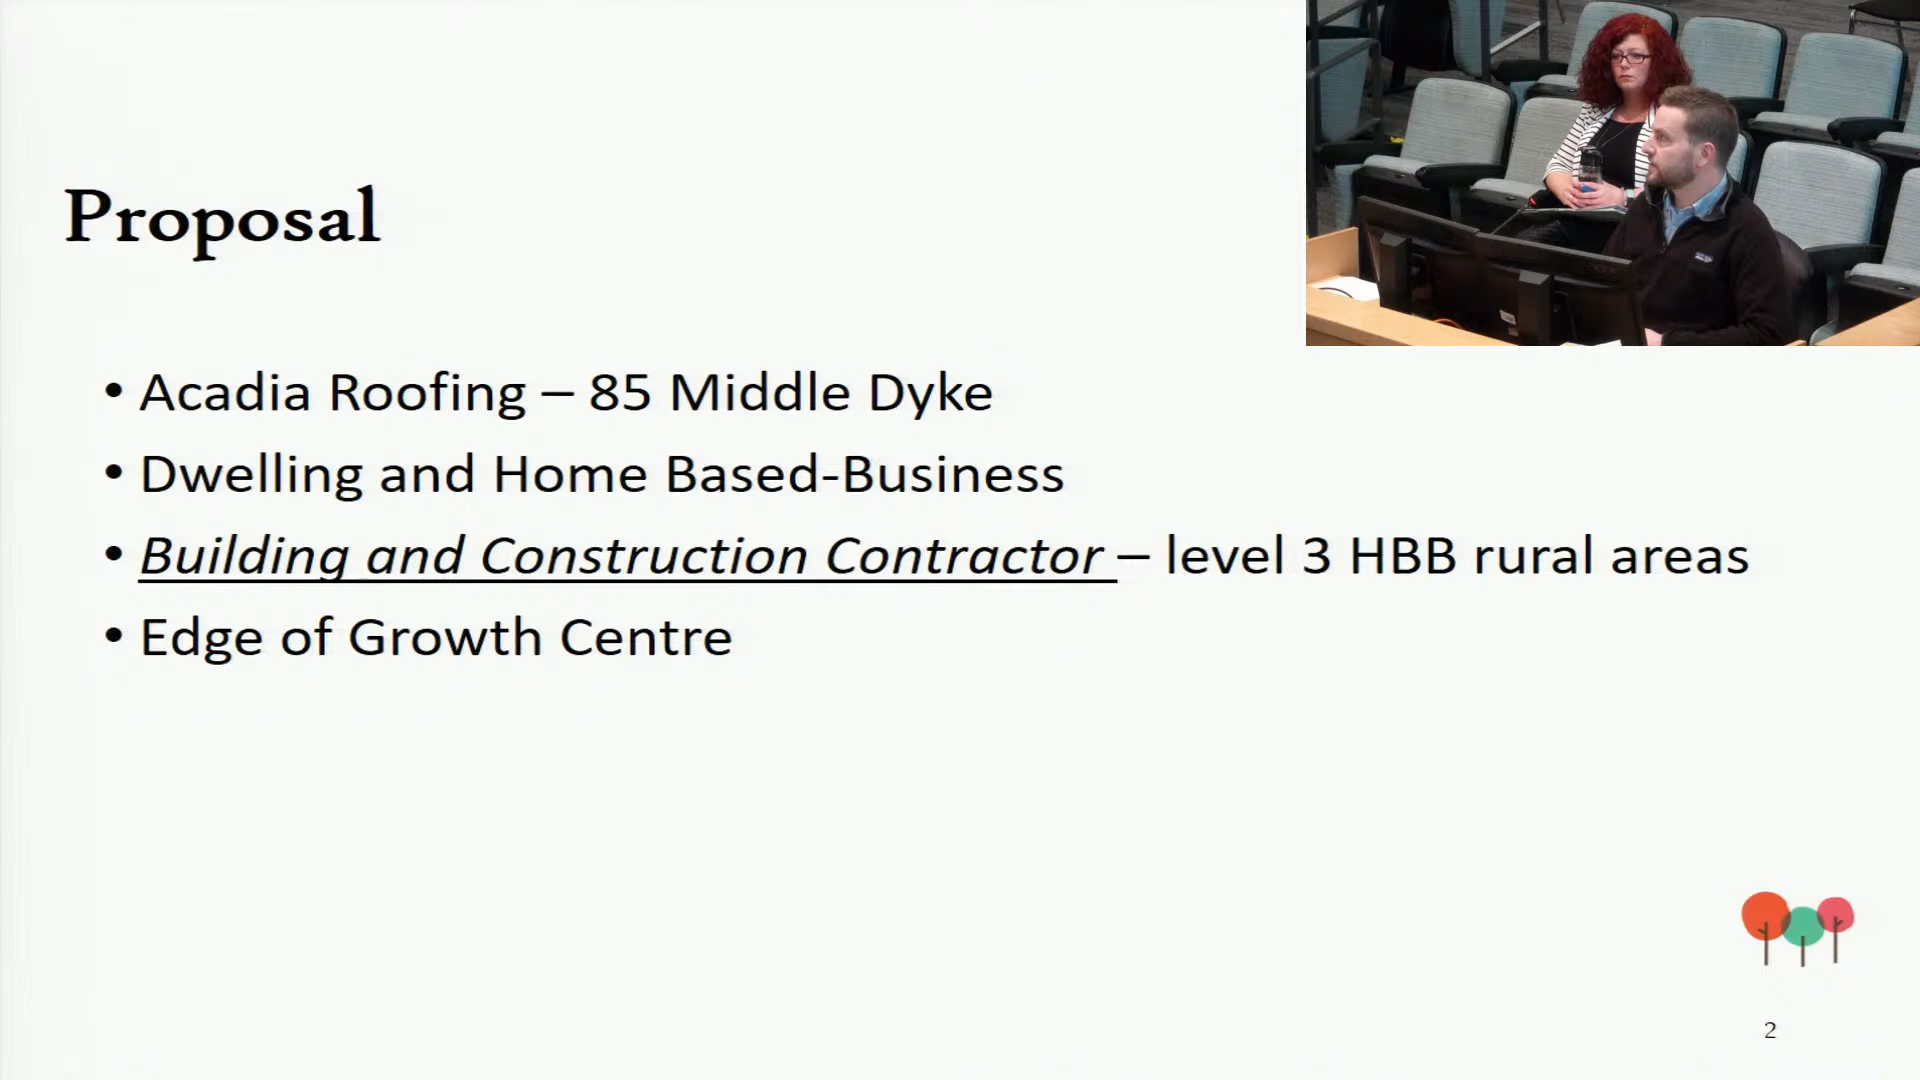 Proposal
• Acadia Roofing – 85 Middle Dyke
• Dwelling and Home Based-Business
• Building and Construction Contractor – level 3 HBB rural areas
• Edge of Growth Centre
2